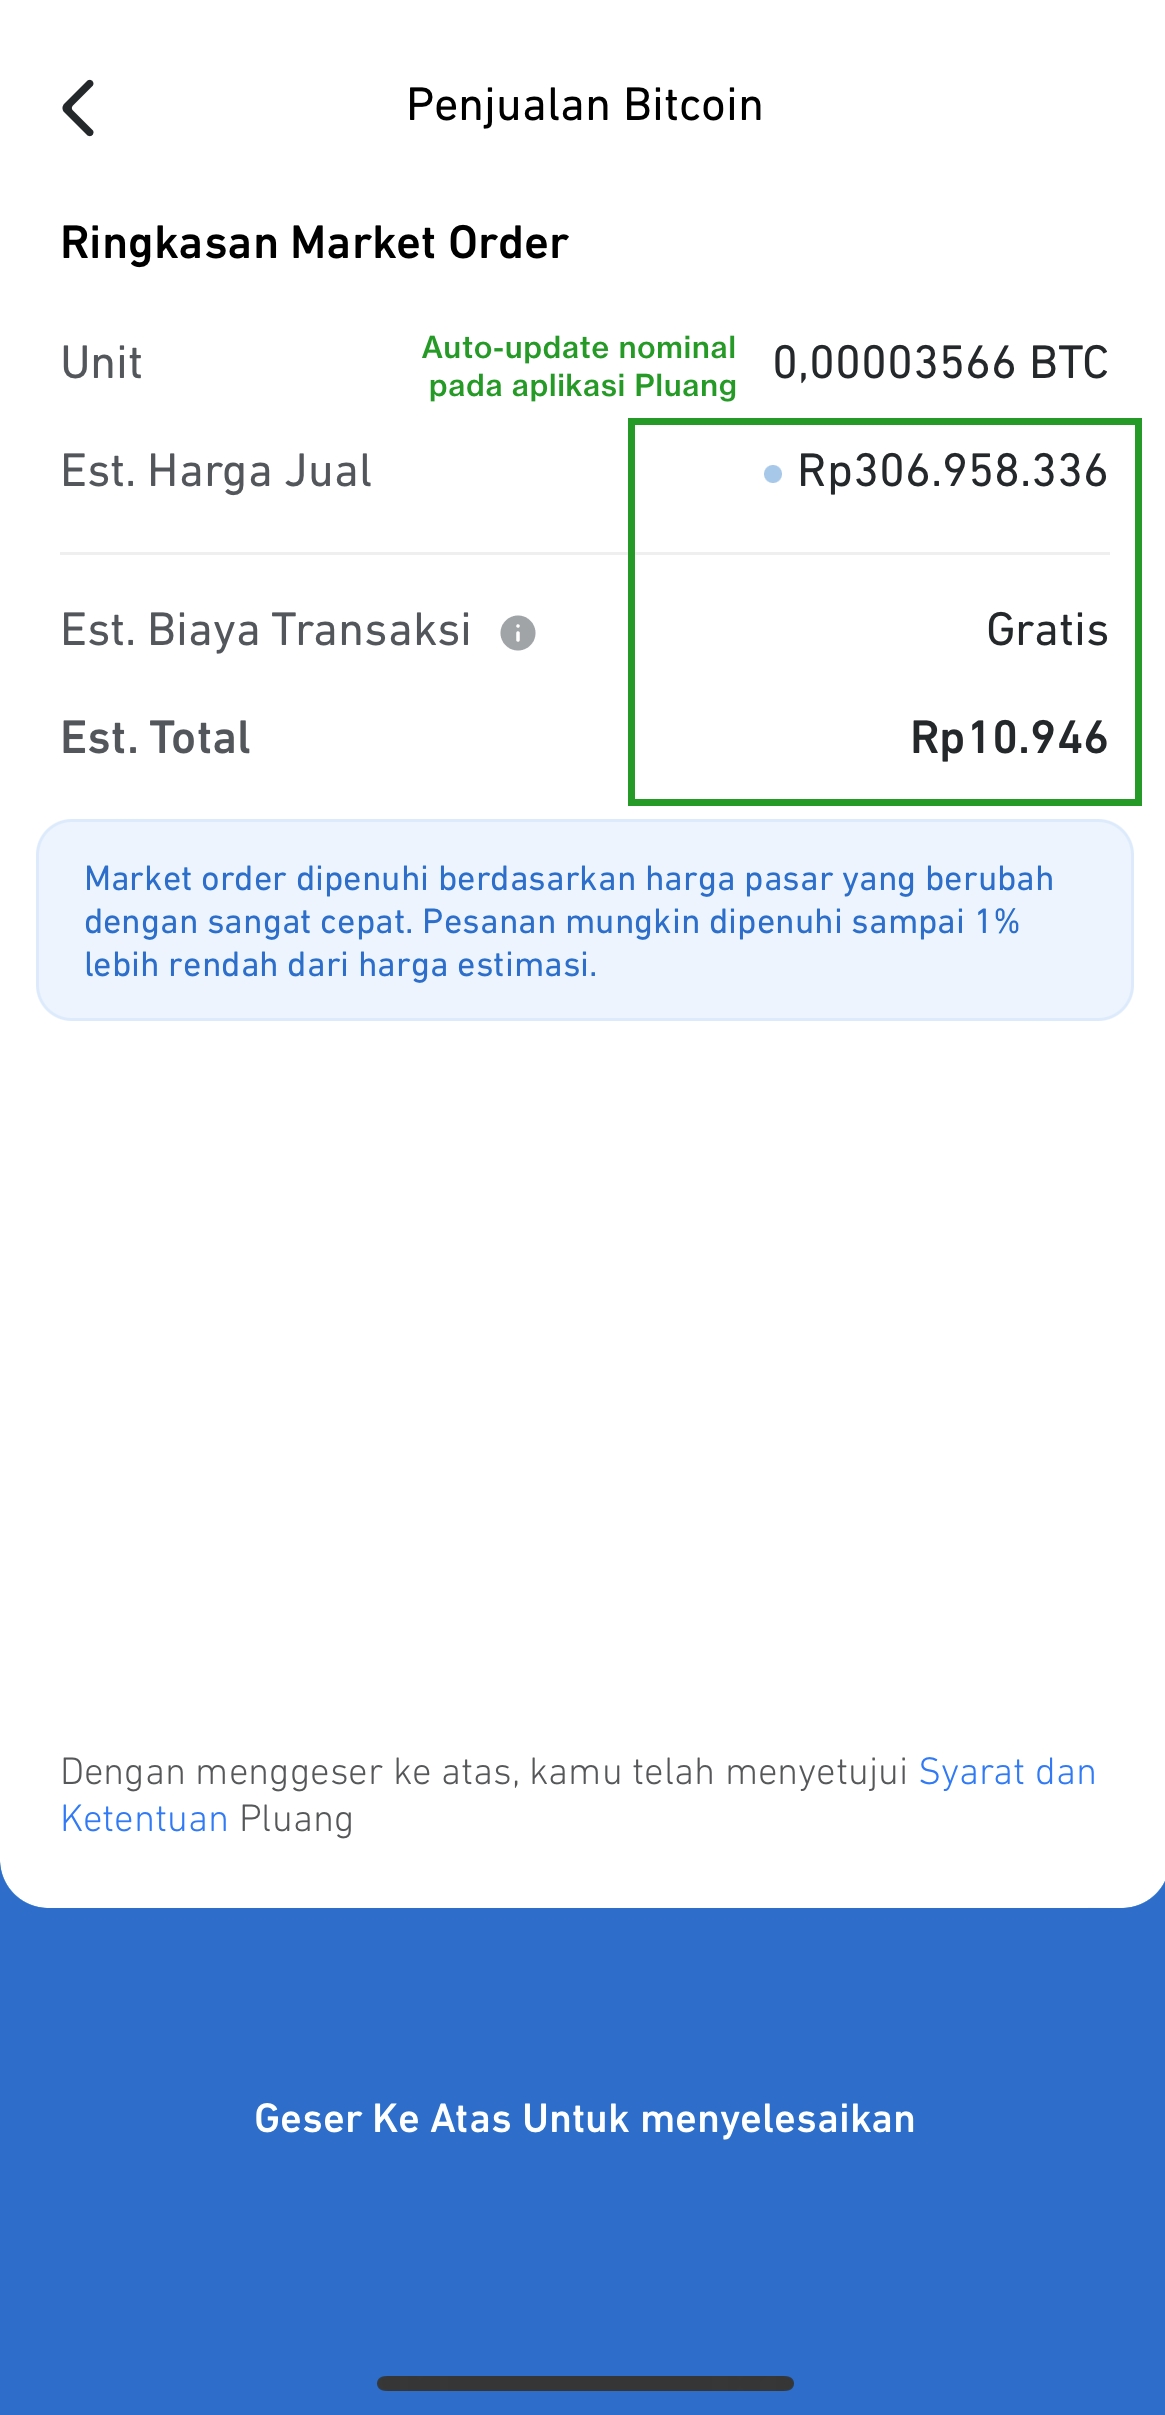 Penjualan Bitcoin
Ringkasan Market Order
Unit
Auto-update nominal
pada aplikasi Pluang
0,00003566 BTC
Est. Harga Jual
Rp306.958.336
Est. Biaya Transaksi
Gratis
Est. Total
Rp10.946
Market order dipenuhi berdasarkan harga pasar yang berubah
dengan sangat cepat. Pesanan mungkin dipenuhi sampai 1%
lebih rendah dari harga estimasi.
Dengan menggeser ke atas, kamu telah menyetujui Syarat dan
Ketentuan Pluang
Geser Ke Atas Untuk menyelesaikan